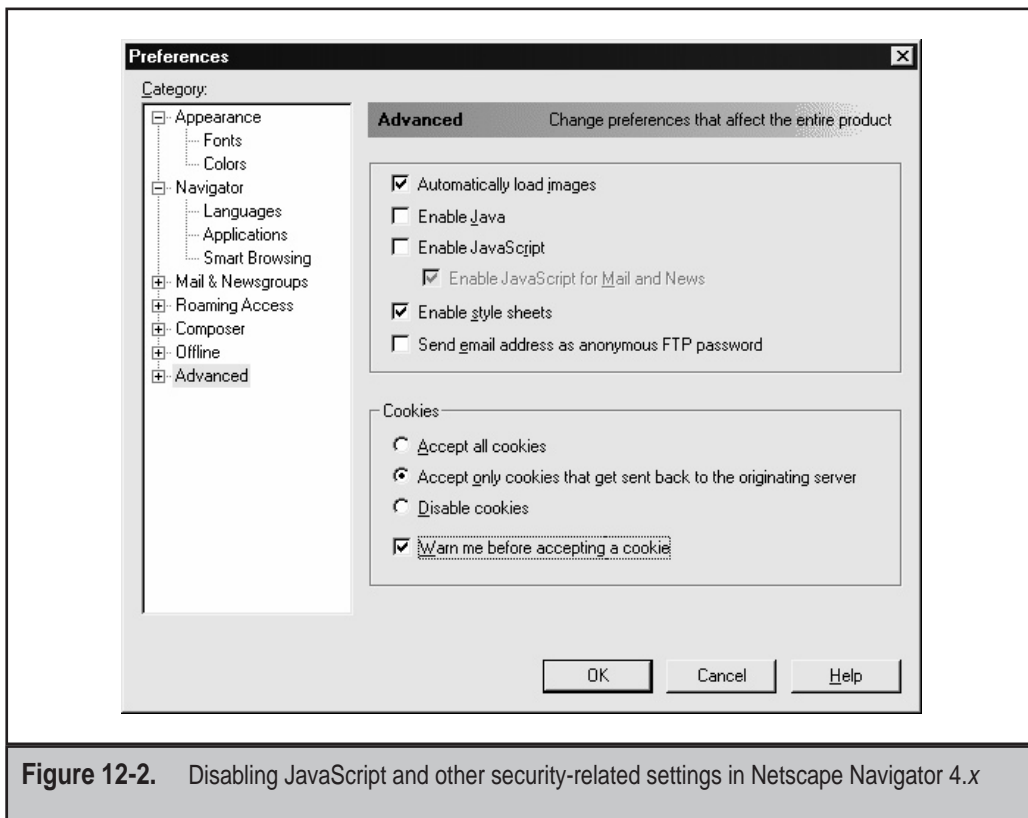 Preferences
Category:
Appearance
Fonts
Colors
Navigator
Languages
Applications
Smart Browsing
Mail & Newsgroups
Roaming Access
Composer
Offline
Advanced
Advanced Change preferences that affect the entire product
Automatically load images
Enable Java
Enable JavaScript
Enable JavaScript for Mail and News
Enable style sheets
Send email address as anonymous FTP password
Cookies
Accept all cookies
Accept only cookies that get sent back to the originating server
Disable cookies
Warn me before accepting a cookie
OK Cancel Help
Figure 12-2. Disabling JavaScript and other security-related settings in Netscape Navigator 4.x